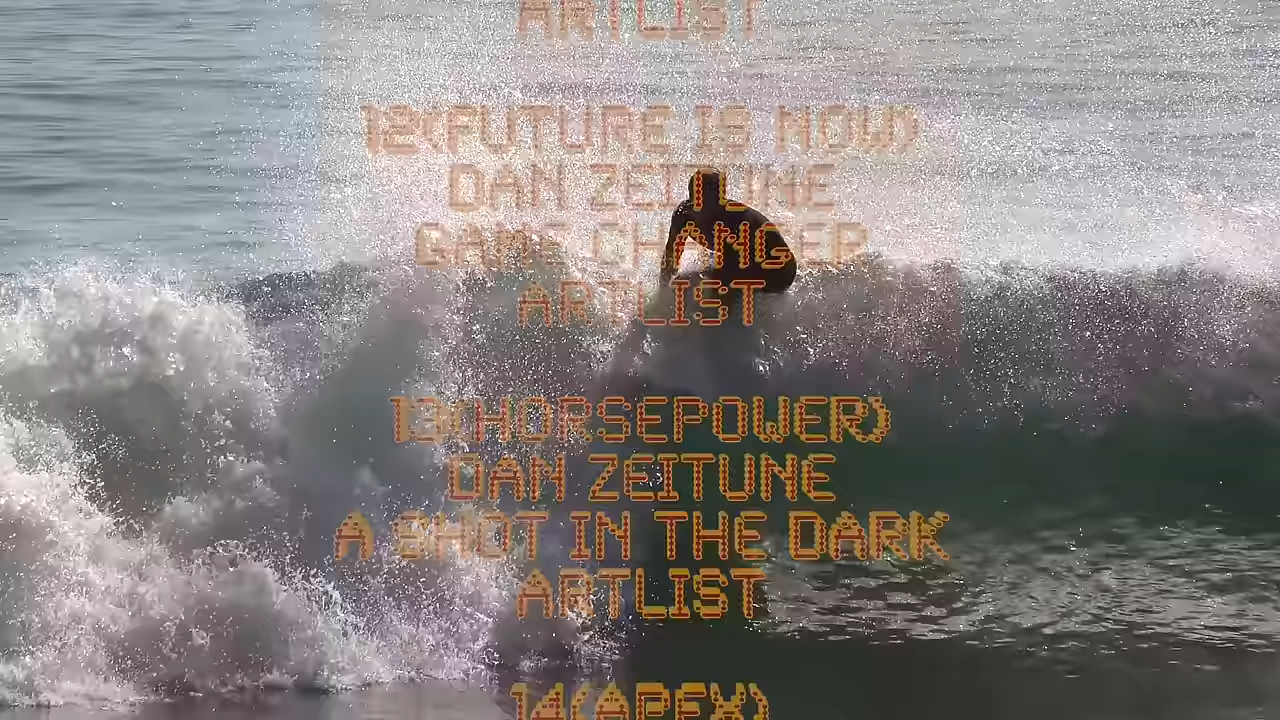 ARTLIST
12(FUTURE IS NOW)
DAN ZEITUNE
GAME CHANGER
ARTLIST
13(HORSEPOWER)
DAN ZEITUNE
A SHOT IN THE DARK
ARTLIST
14(APEX)